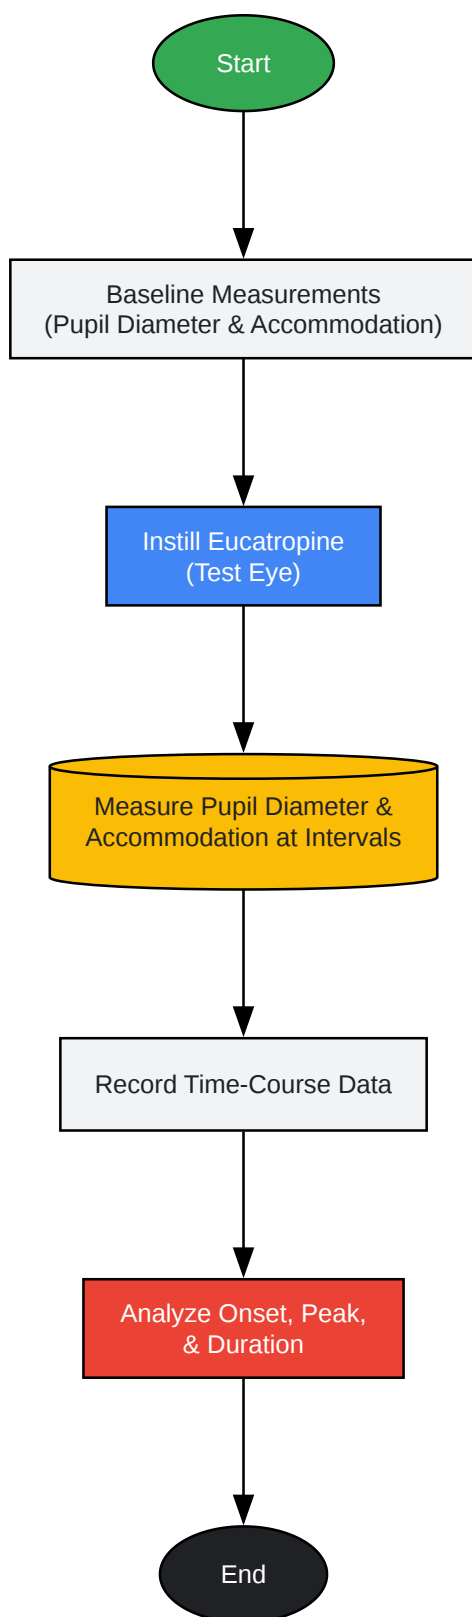 Start
Baseline Measurements
(Pupil Diameter & Accommodation)
Instill Eucatropine
(Test Eye)
Measure Pupil Diameter &
Accommodation at Intervals
Record Time-Course Data
Analyze Onset, Peak,
& Duration
End